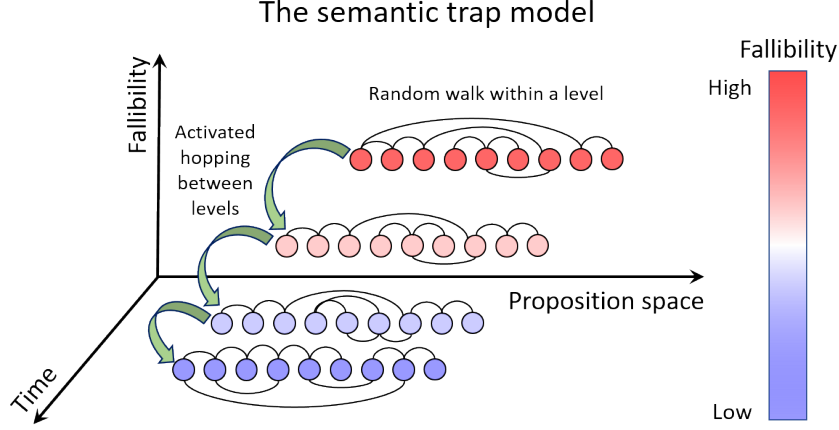 The semantic trap model
Fallibility
Fallibility
High
Random walk within a level
Activated
hopping
between
levels
Proposition space
Time
Low